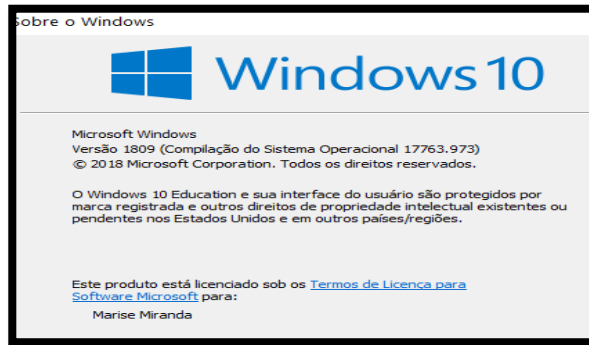 Sobre o Windows
Windows 10
Microsoft Windows
Versão 1809 (Compilação do Sistema Operacional 17763.973)
© 2018 Microsoft Corporation. Todos os direitos reservados.
O Windows 10 Education e sua interface do usuário são protegidos por
marca registrada e outros direitos de propriedade intelectual existentes ou
pendentes nos Estados Unidos e em outros países/regiões.
Este produto está licenciado sob os Termos de Licença para
Software Microsoft para:
Marise Miranda